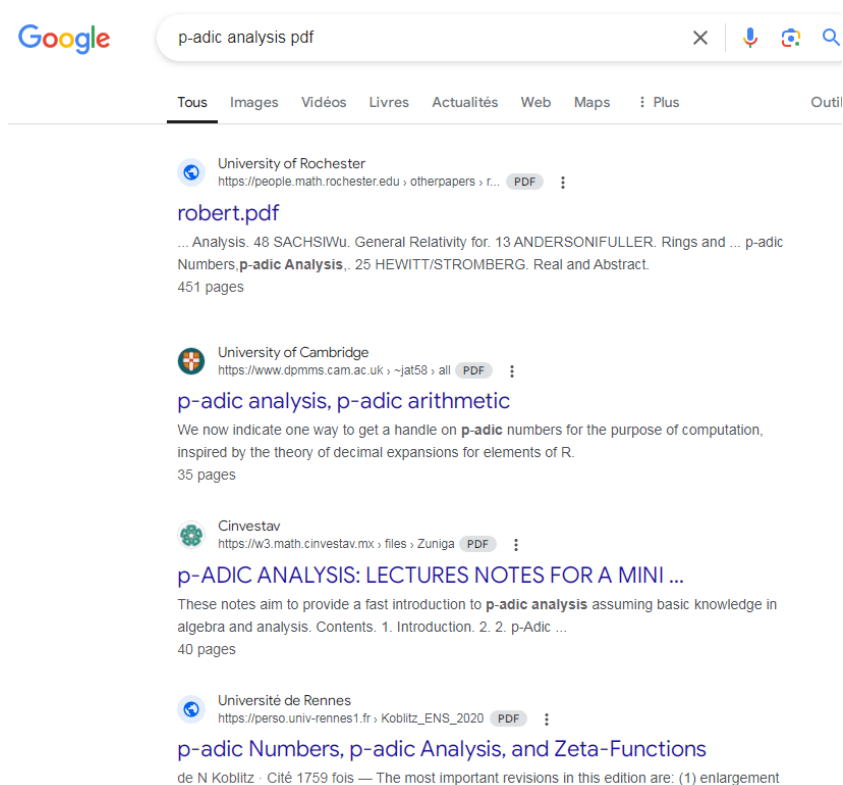 Google
p-adic analysis pdf
Tous Images Vidéos Livres Actualités Web Maps Plus Outil
University of Rochester
https://people.math.rochester.edu › otherpapers › r... PDF
robert.pdf
... Analysis. 48 SACHSIWu. General Relativity for. 13 ANDERSONIFULLER. Rings and ... p-adic
Numbers,p-adic Analysis,. 25 HEWITT/STROMBERG. Real and Abstract.
451 pages
University of Cambridge
https://www.dpmms.cam.ac.uk › ~jat58 › all PDF
p-adic analysis, p-adic arithmetic
We now indicate one way to get a handle on p-adic numbers for the purpose of computation,
inspired by the theory of decimal expansions for elements of R.
35 pages
Cinvestav
https://w3.math.cinvestav.mx › files › Zuniga PDF
p-ADIC ANALYSIS: LECTURES NOTES FOR A MINI ...
These notes aim to provide a fast introduction to p-adic analysis assuming basic knowledge in
algebra and analysis. Contents. 1. Introduction. 2. 2. p-Adic ...
40 pages
Université de Rennes
https://perso.univ-rennes1.fr › Koblitz_ENS_2020 PDF
p-adic Numbers, p-adic Analysis, and Zeta-Functions
de N Koblitz · Cité 1759 fois — The most important revisions in this edition are: (1) enlargement